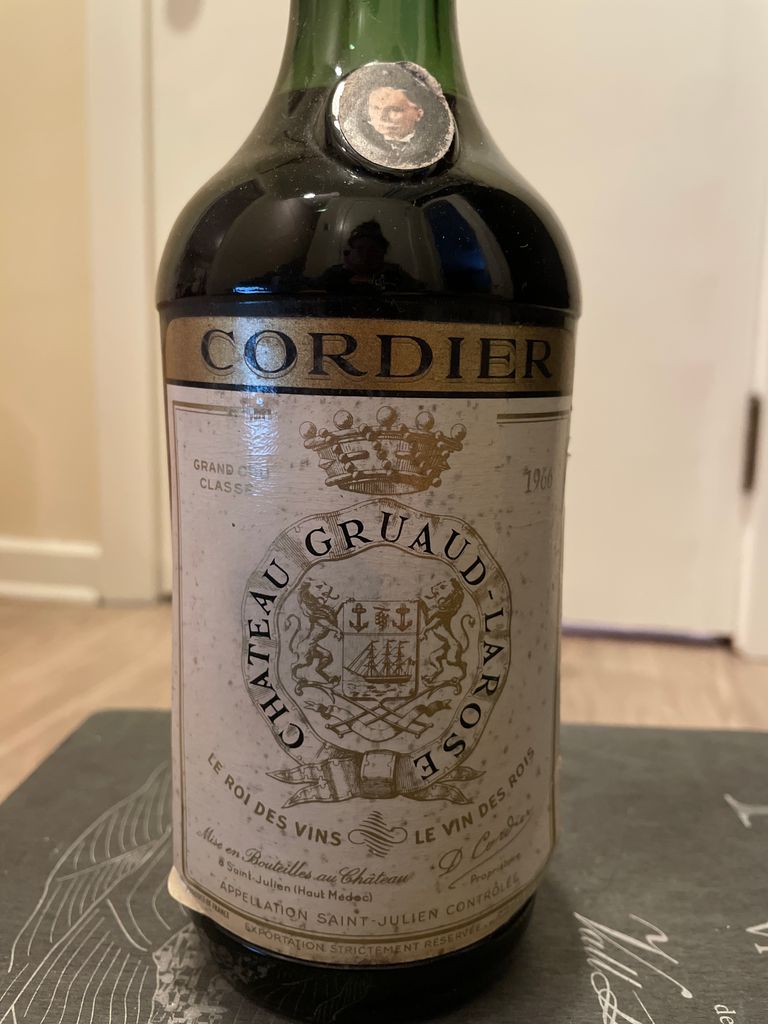 CORDIER
GRAND CRU
CLASSÉ
1966
CHATEAU GRUAUD-LAROSE
LE ROI DES VINS
LE VIN DES ROIS
Mise en Bouteilles au Château
à Saint-Julien (Haut Médoc)
D. Cordier
Propriétaire
APPELLATION SAINT-JULIEN CONTRÔLÉE
EXPORTATION STRICTEMENT RÉSERVÉE